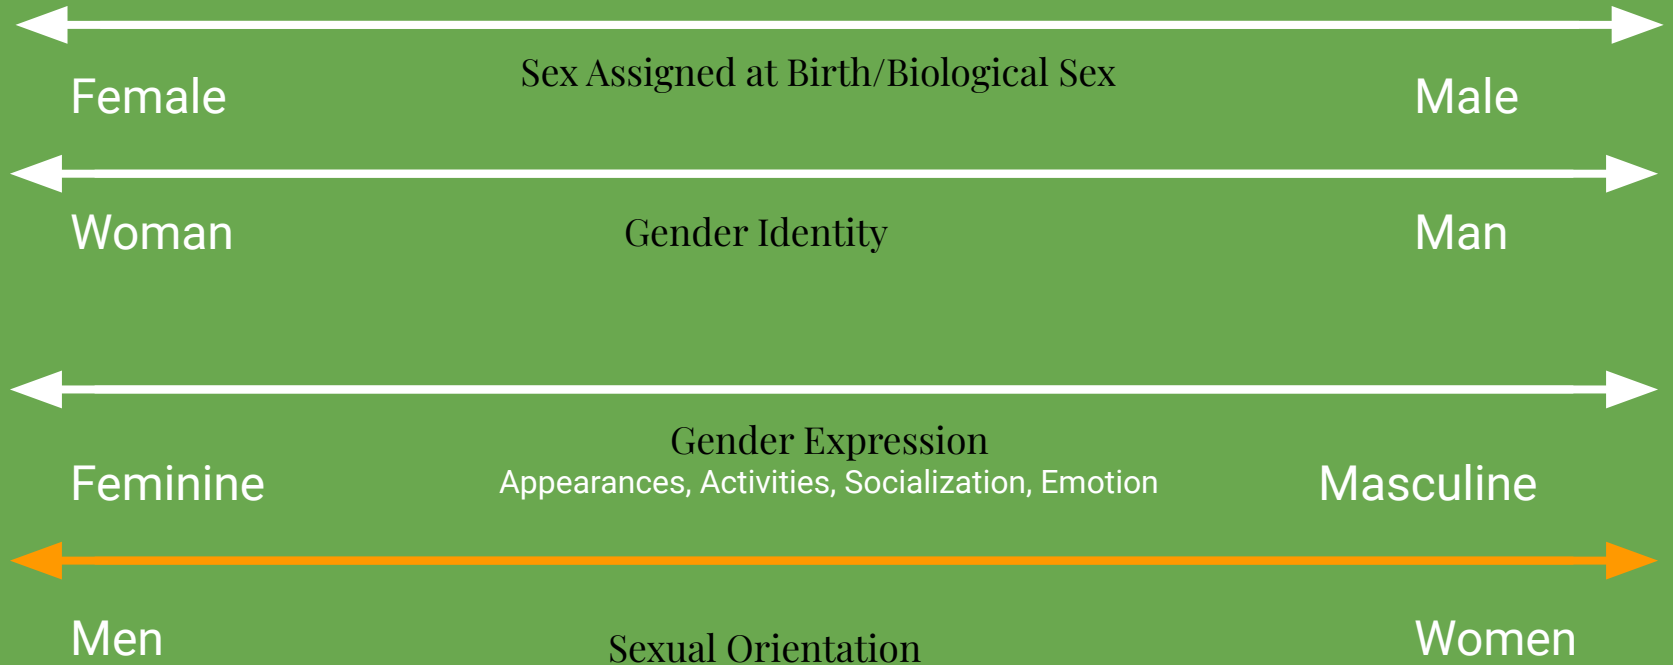 Sex Assigned at Birth/Biological Sex
Female
Male
Woman
Gender Identity
Man
Gender Expression
Feminine
Appearances, Activities, Socialization, Emotion
Masculine
Men
Sexual Orientation
Women